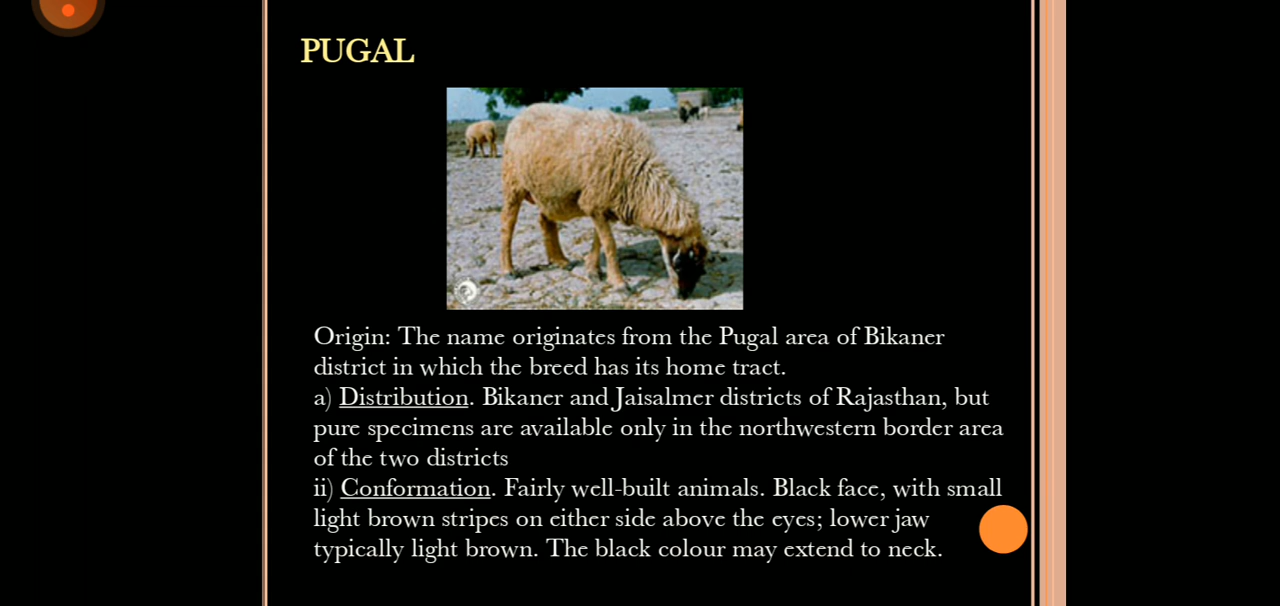 PUGAL
Origin: The name originates from the Pugal area of Bikaner
district in which the breed has its home tract.
a) Distribution. Bikaner and Jaisalmer districts of Rajasthan, but
pure specimens are available only in the northwestern border area
of the two districts
ii) Conformation. Fairly well-built animals. Black face, with small
light brown stripes on either side above the eyes; lower jaw
typically light brown. The black colour may extend to neck.